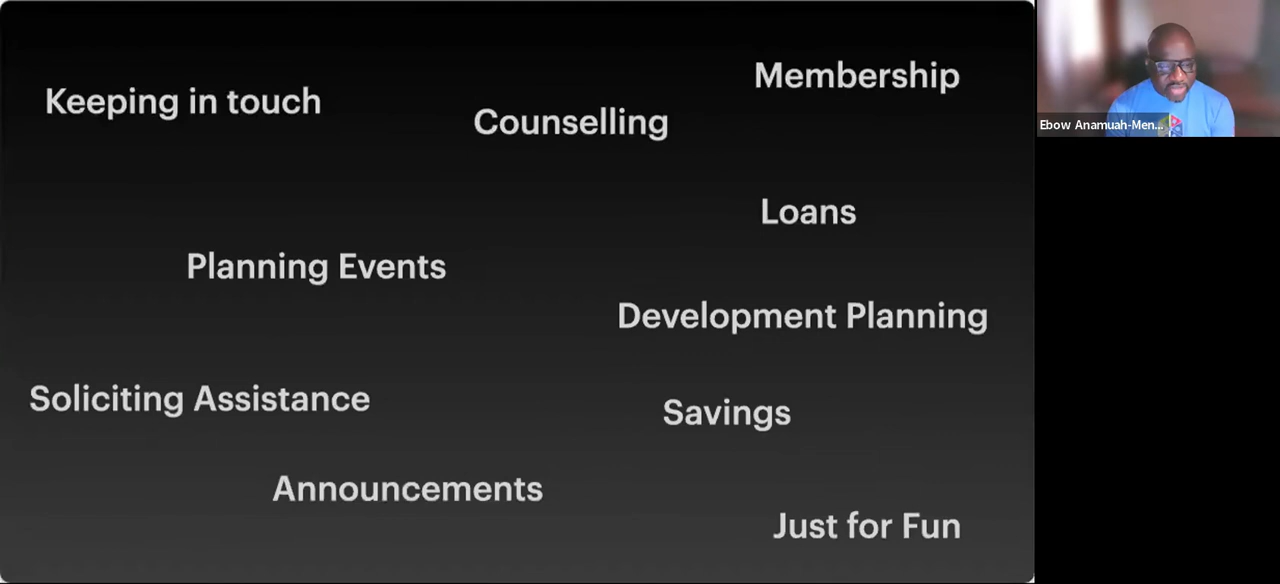 Keeping in touch
Membership
Counselling
Loans
Planning Events
Development Planning
Soliciting Assistance
Savings
Announcements
Just for Fun
Ebow Anamuah-Men...